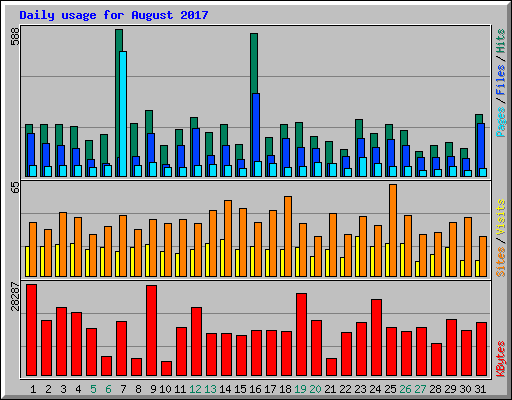 Daily usage for August 2017
588
Pages / Files / Hits
65
Sites / Visits
28287
KBytes
1 2 3 4 5 6 7 8 9 10 11 12 13 14 15 16 17 18 19 20 21 22 23 24 25 26 27 28 29 30 31